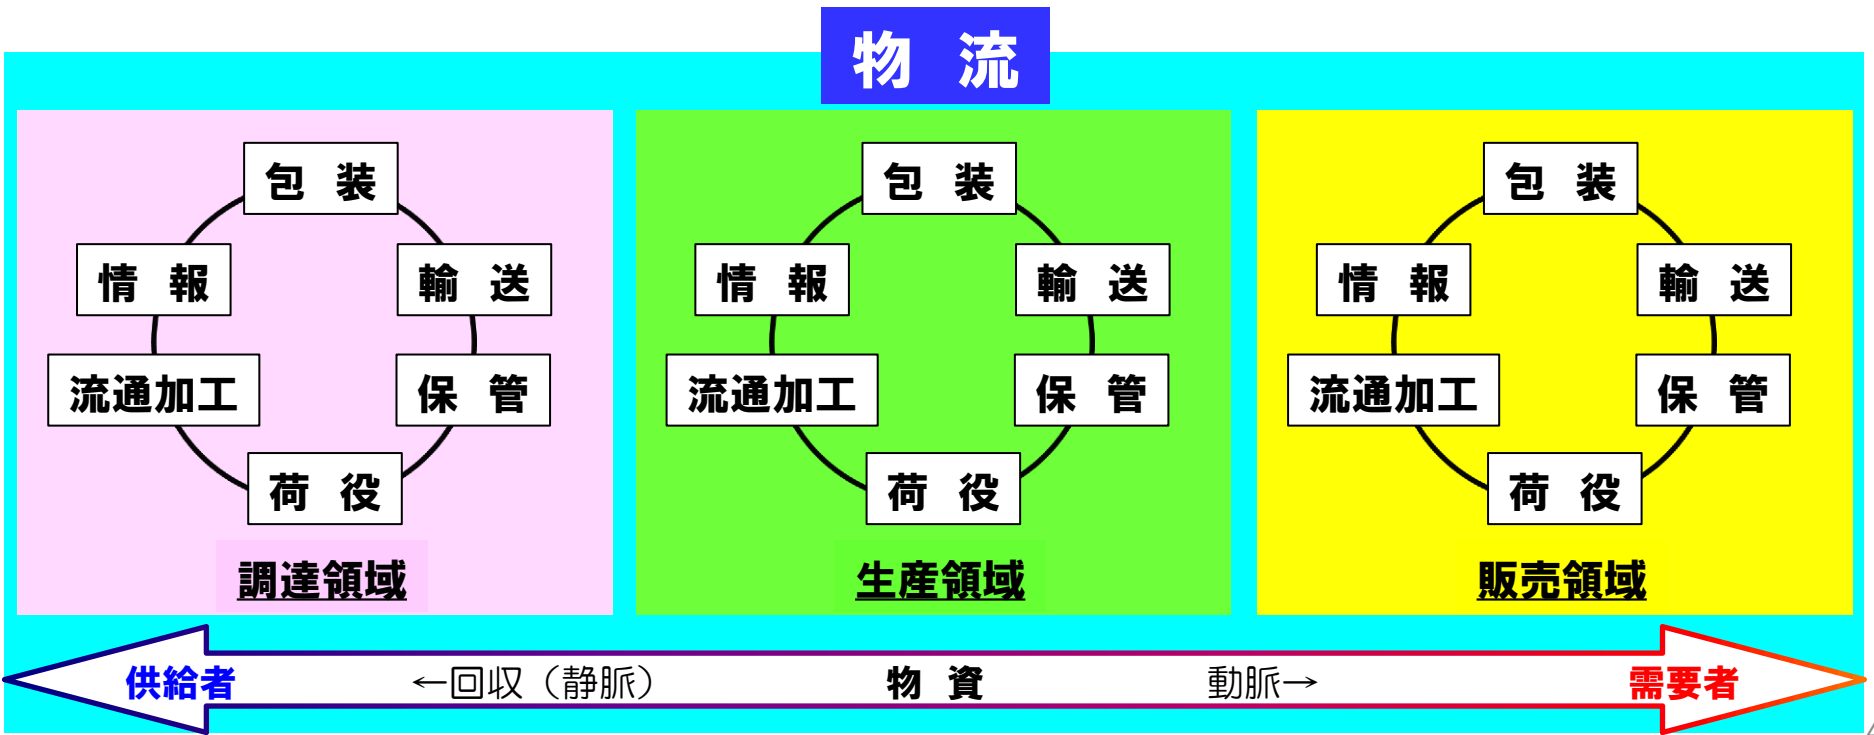 物 流
包 装
情 報
輸 送
流通加工
保 管
荷 役
調達領域
包 装
情 報
輸 送
流通加工
保 管
荷 役
生産領域
包 装
情 報
輸 送
流通加工
保 管
荷 役
販売領域
供給者 ←回収（静脈） 物 資 動脈→ 需要者